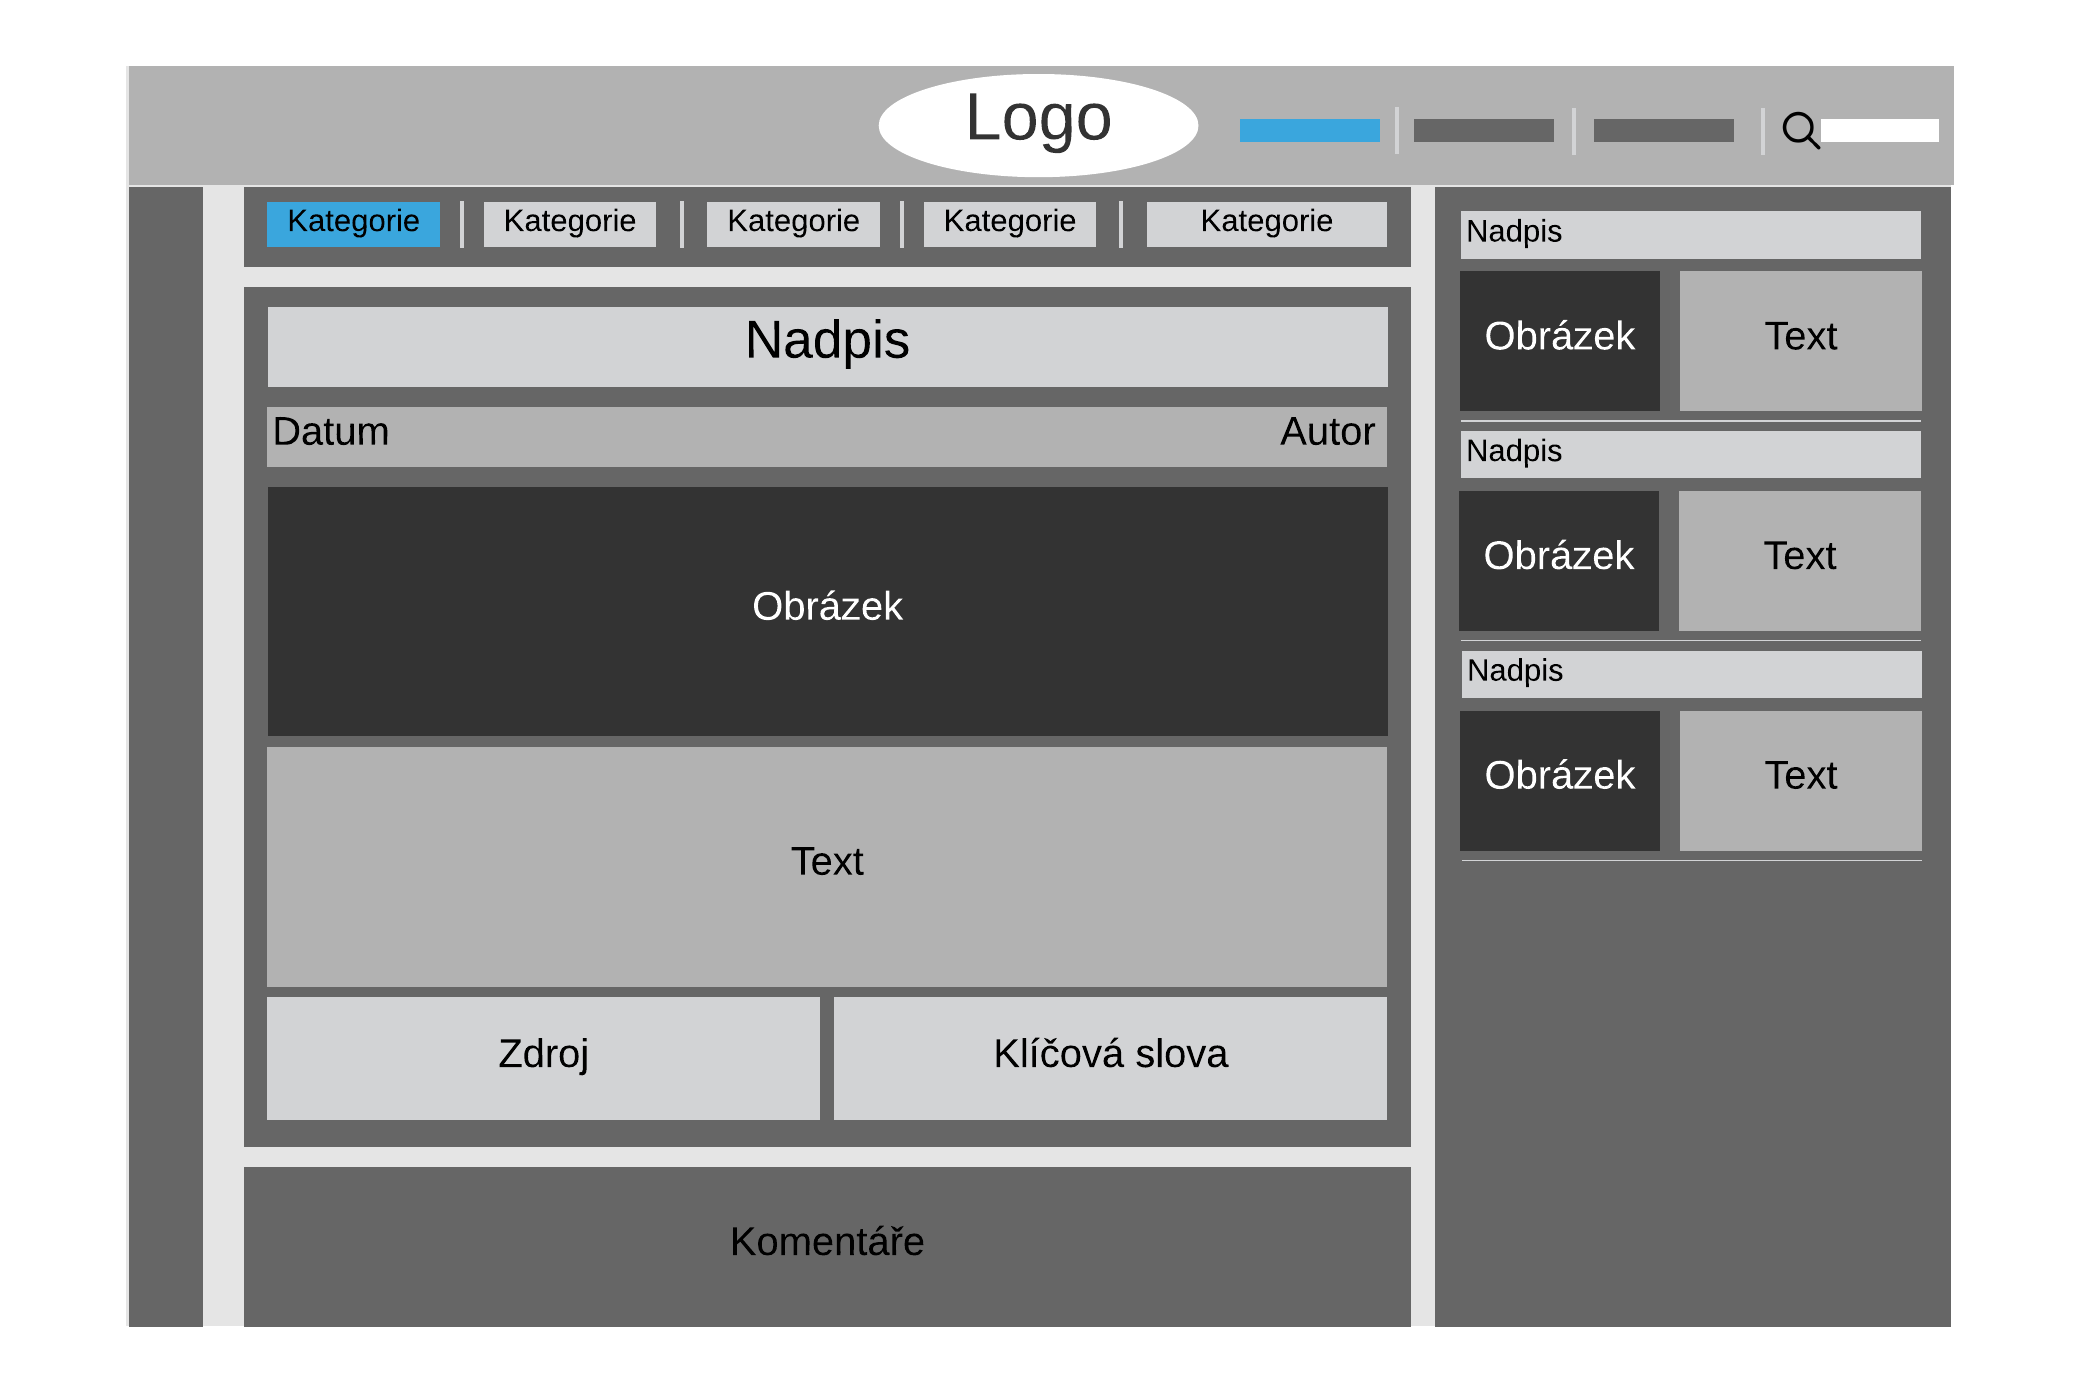 Logo
Kategorie
Kategorie
Kategorie
Kategorie
Kategorie
Nadpis
Datum
Autor
Obrázek
Text
Zdroj
Klíčová slova
Komentáře
Nadpis
Obrázek
Text
Nadpis
Obrázek
Text
Nadpis
Obrázek
Text